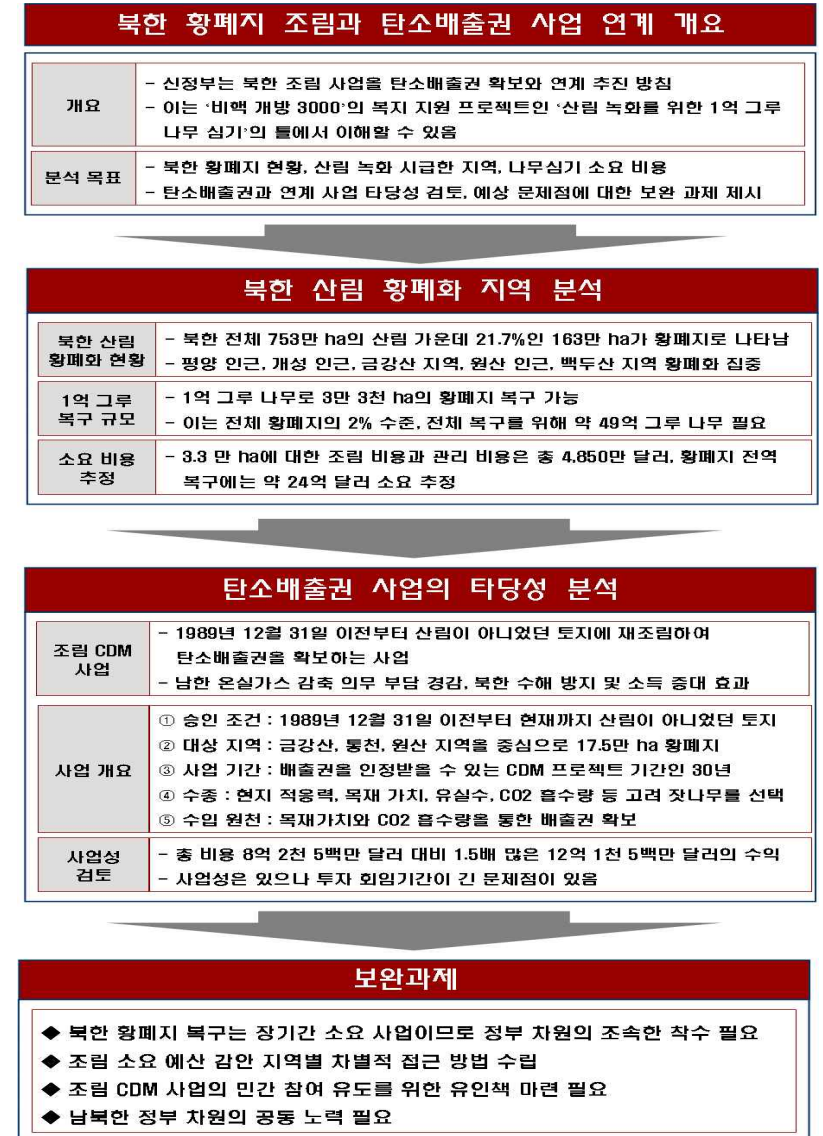 북한 황폐지 조림과 탄소배출권 사업 연계 개요
개요
- 신정부는 북한 조림 사업을 탄소배출권 확보와 연계 추진 방침
- 이는 '비핵 개방 3000'의 복지 지원 프로젝트인 '산림 녹화를 위한 1억 그루
나무 심기'의 틀에서 이해할 수 있음
분석 목표
- 북한 황폐지 현황, 산림 녹화 시급한 지역, 나무심기 소요 비용
- 탄소배출권과 연계 사업 타당성 검토, 예상 문제점에 대한 보완 과제 제시
북한 산림 황폐화 지역 분석
북한 산림
황폐화 현황
- 북한 전체 753만 ha의 산림 가운데 21.7%인 163만 ha가 황폐지로 나타남
- 평양 인근, 개성 인근, 금강산 지역, 원산 인근, 백두산 지역 황폐화 집중
1억 그루
복구 규모
- 1억 그루 나무로 3만 3천 ha의 황폐지 복구 가능
- 이는 전체 황폐지의 2% 수준, 전체 복구를 위해 약 49억 그루 나무 필요
소요 비용
추정
- 3.3 만 ha에 대한 조림 비용과 관리 비용은 총 4,850만 달러, 황폐지 전역
복구에는 약 24억 달러 소요 추정
탄소배출권 사업의 타당성 분석
조림 CDM
사업
- 1989년 12월 31일 이전부터 산림이 아니었던 토지에 재조림하여
탄소배출권을 확보하는 사업
- 남한 온실가스 감축 의무 부담 경감, 북한 수해 방지 및 소득 증대 효과
사업 개요
① 승인 조건 : 1989년 12월 31일 이전부터 현재까지 산림이 아니었던 토지
② 대상 지역 : 금강산, 통천, 원산 지역을 중심으로 17.5만 ha 황폐지
③ 사업 기간 : 배출권을 인정받을 수 있는 CDM 프로젝트 기간인 30년
④ 수종 : 현지 적응력, 목재 가치, 유실수, CO2 흡수량 등 고려 잣나무를 선택
⑤ 수입 원천 : 목재가치와 CO2 흡수량을 통한 배출권 확보
사업성
검토
- 총 비용 8억 2천 5백만 달러 대비 1.5배 많은 12억 1천 5백만 달러의 수익
- 사업성은 있으나 투자 회임기간이 긴 문제점이 있음
보완과제
◆ 북한 황폐지 복구는 장기간 소요 사업이므로 정부 차원의 조속한 착수 필요
◆ 조림 소요 예산 감안 지역별 차별적 접근 방법 수립
◆ 조림 CDM 사업의 민간 참여 유도를 위한 유인책 마련 필요
◆ 남북한 정부 차원의 공동 노력 필요